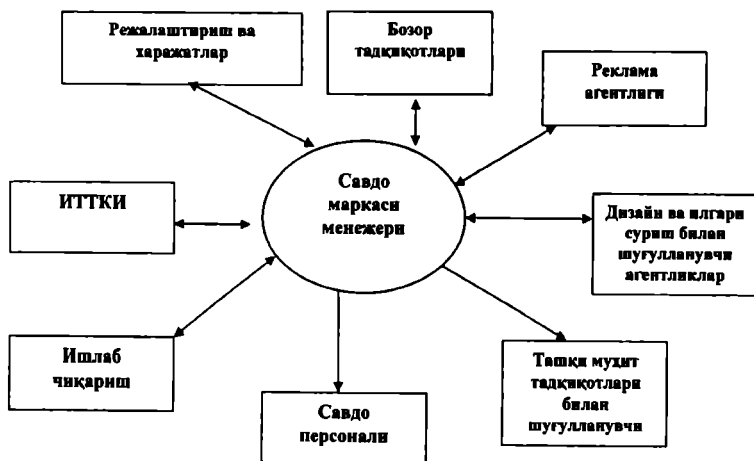 Режалаштириш ва
харажатлар
Бозор
тадқиқотлари
Реклама
агентлиги
Савдо
маркаси
менежери
ИТТКИ
Дизайн ва илгари
суриш билан
шуғулланувчи
агентликлар
Ишлаб
чиқариш
Савдо
персонали
Ташқи муҳит
тадқиқотлари
билан
шуғулланувчи